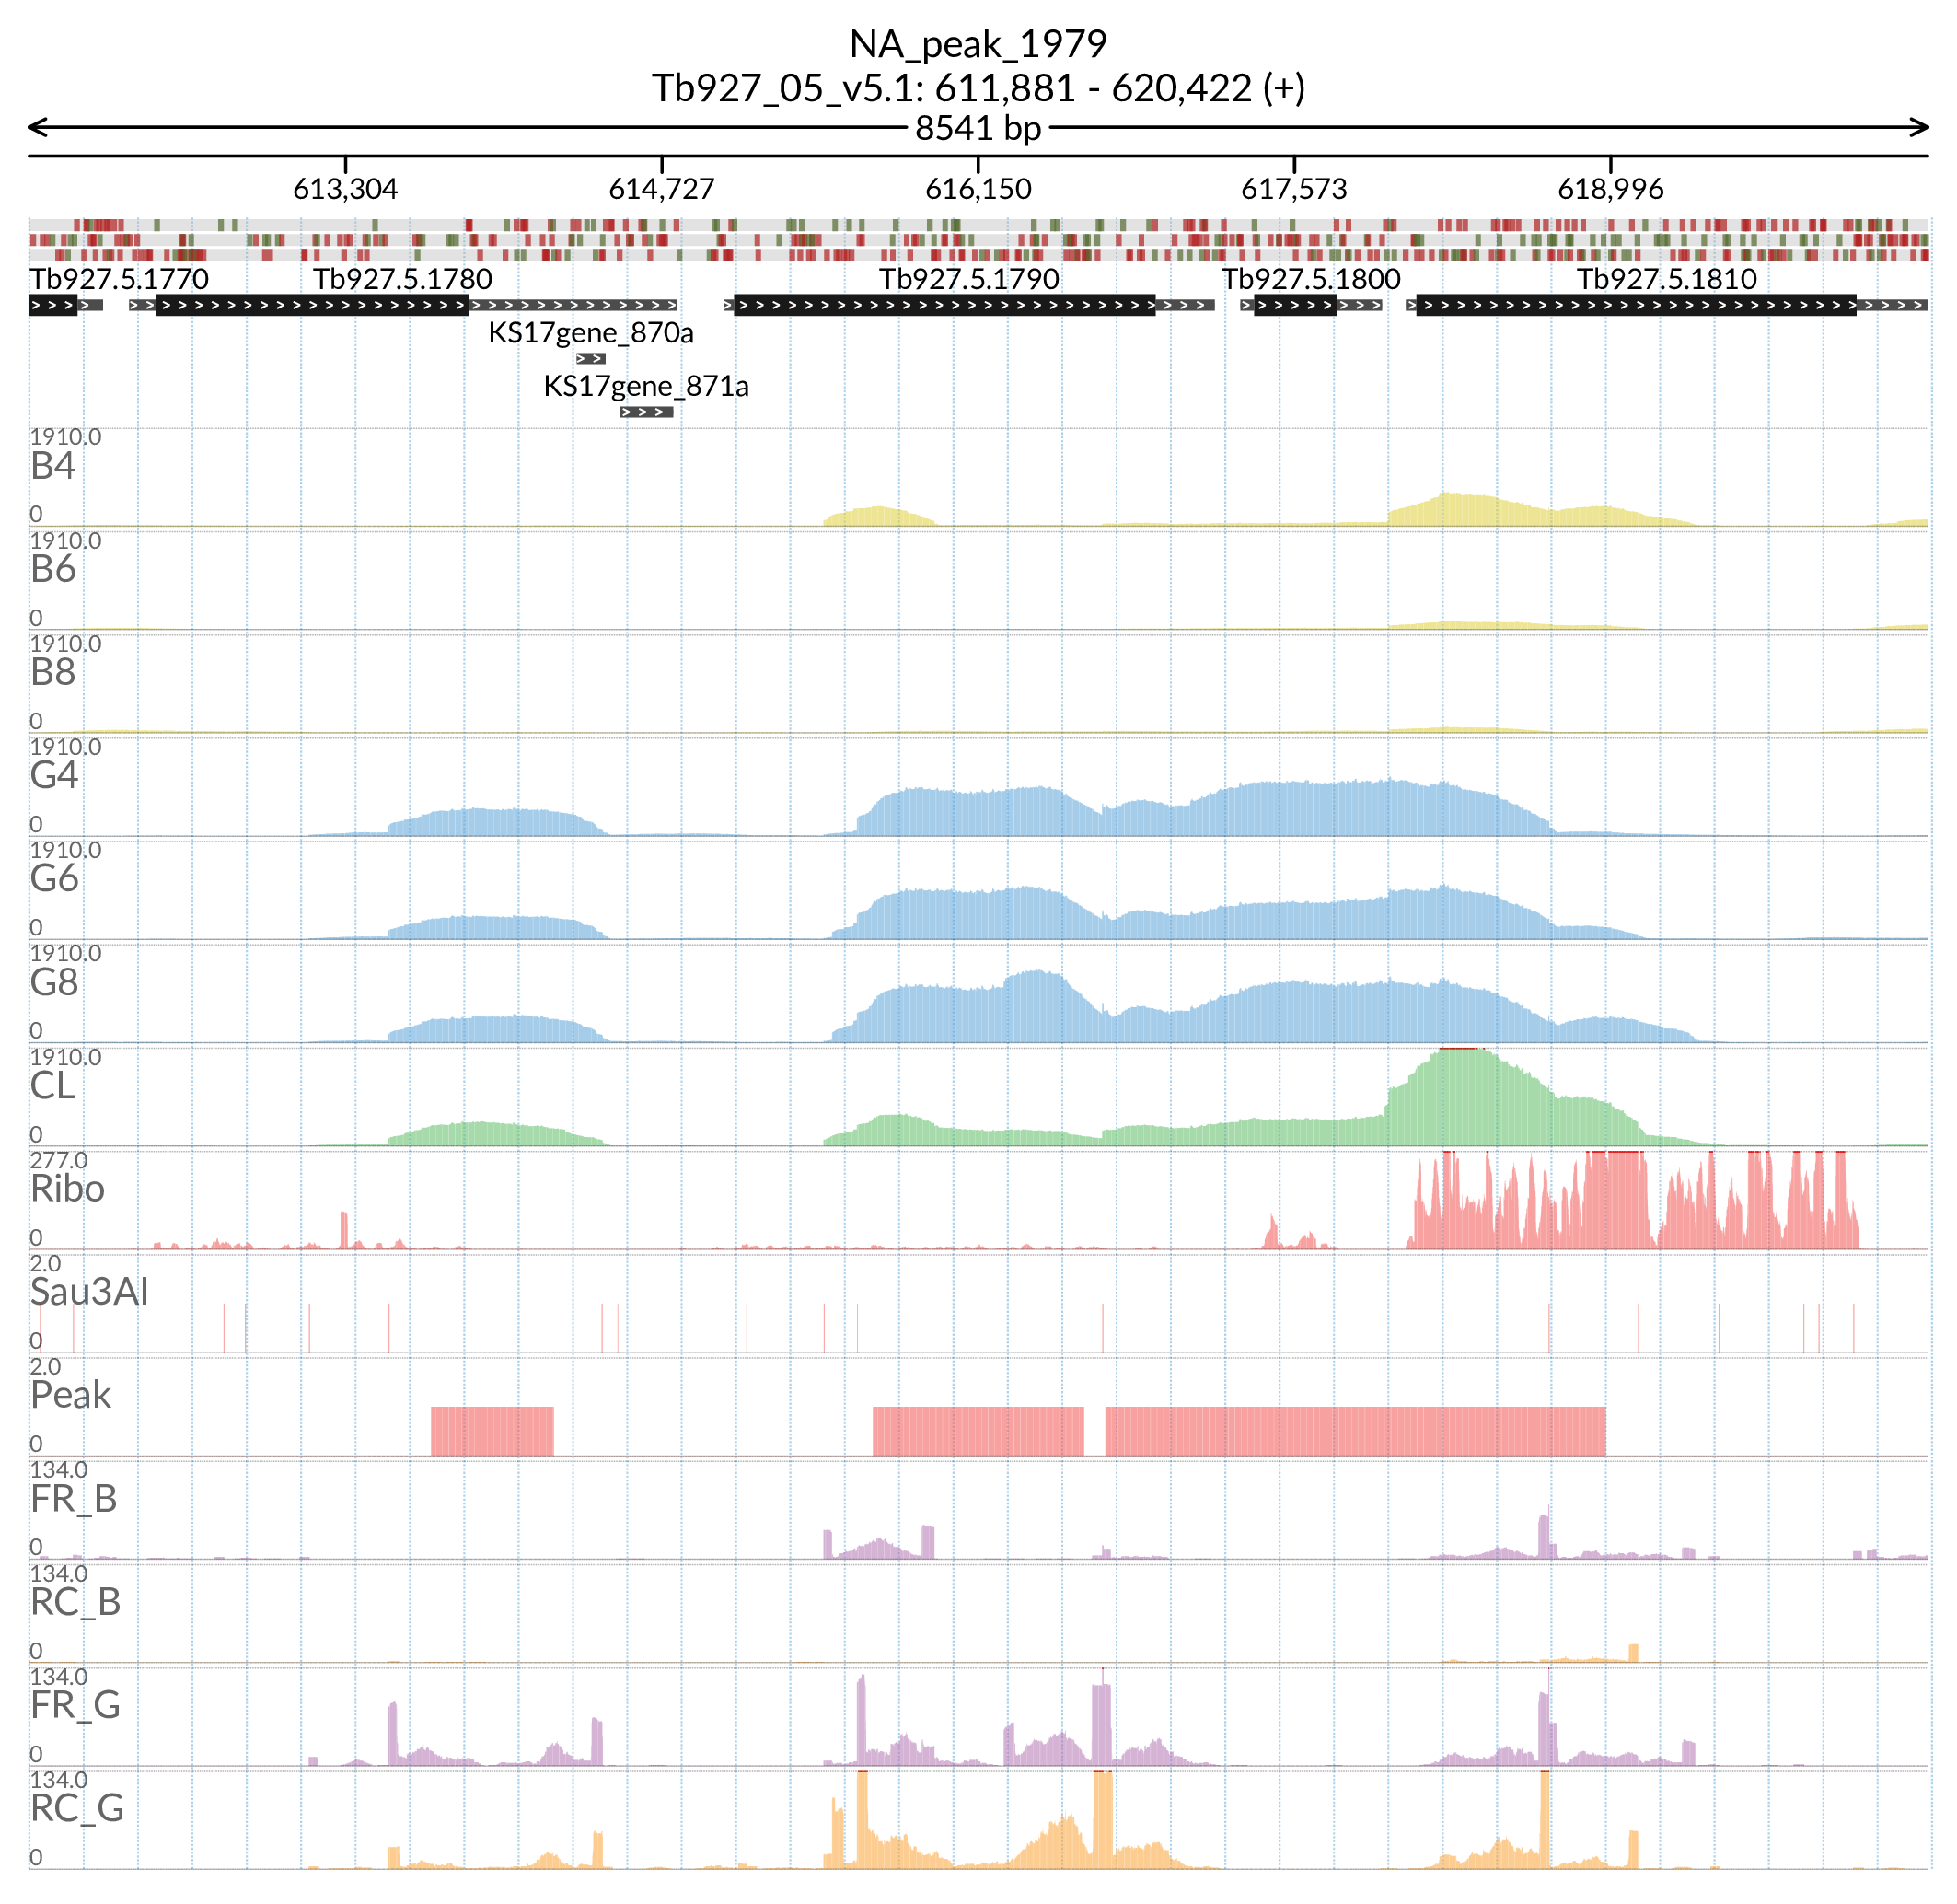 NA_peak_1979
Tb927_05_v5.1: 611,881 - 620,422 (+)
8541 bp
613,304 614,727 616,150 617,573 618,996
Tb927.5.1770 Tb927.5.1780 Tb927.5.1790 Tb927.5.1800 Tb927.5.1810
KS17gene_870a
KS17gene_871a
1910.0
B4
0
1910.0
B6
0
1910.0
B8
0
1910.0
G4
0
1910.0
G6
0
1910.0
G8
0
1910.0
CL
0
277.0
Ribo
0
2.0
Sau3AI
0
2.0
Peak
0
134.0
FR_B
0
134.0
RC_B
0
134.0
FR_G
0
134.0
RC_G
0